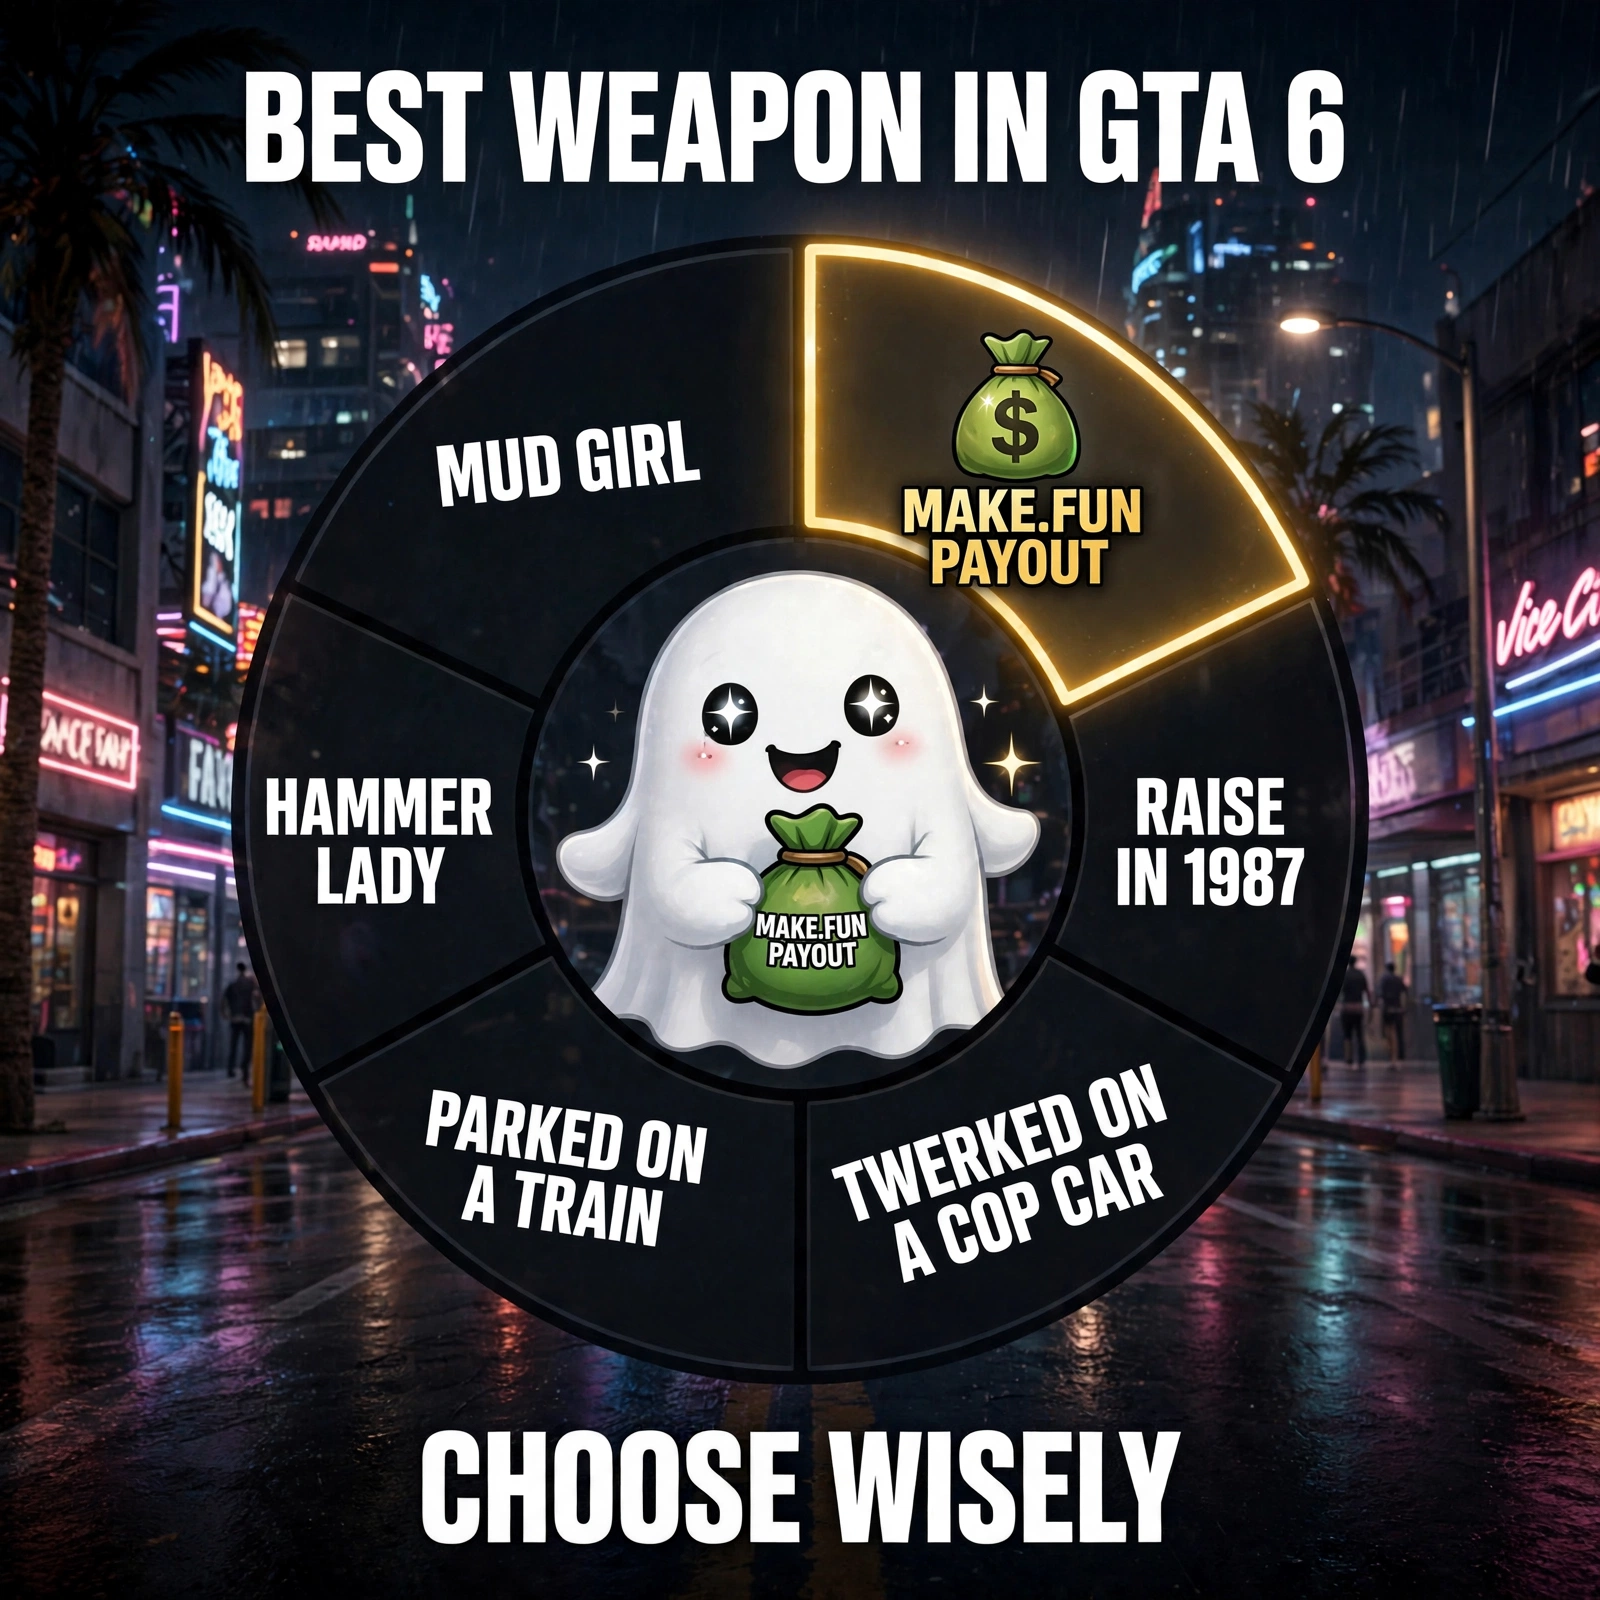 BEST WEAPON IN GTA 6
MUD GIRL
$
MAKE.FUN
PAYOUT
HAMMER
LADY
RAISE
IN 1987
MAKE.FUN
PAYOUT
PARKED ON
A TRAIN
TWERKED ON
A COP CAR
Vice
CHOOSE WISELY